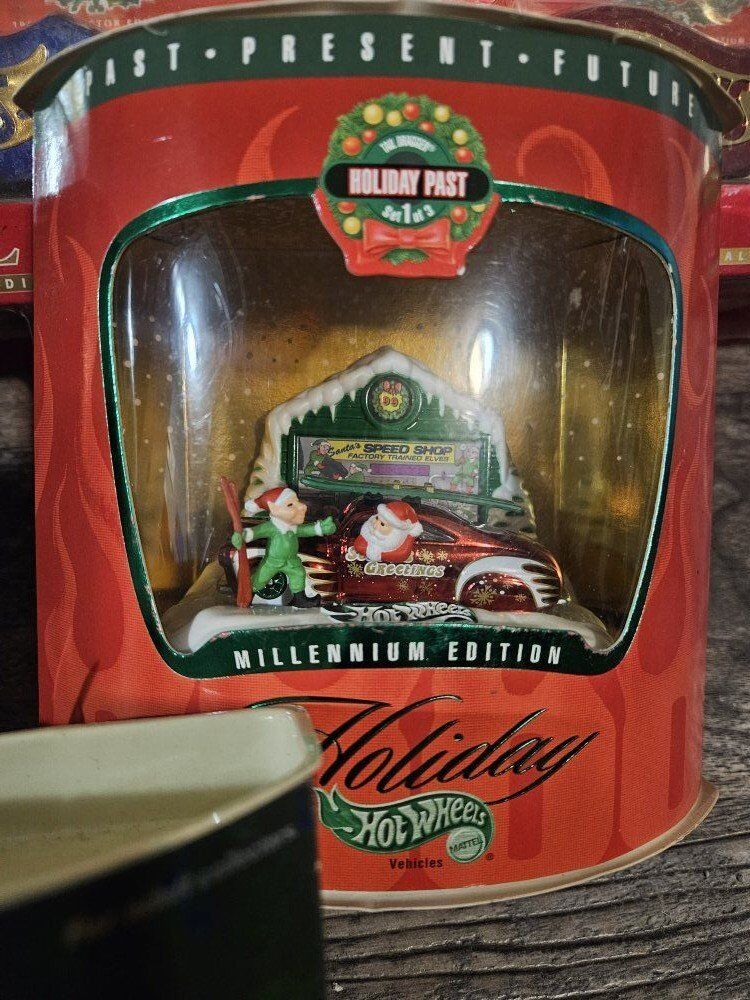 PAST • PRESENT • FUTURE
HOLIDAY PAST
Set 1 of 3
99
Santa's SPEED SHOP
FACTORY TRAINED ELVES
GREETINGS
HOT WHEELS
MILLENNIUM EDITION
Holiday
HOT WHEELS
MATTEL
®
Vehicles